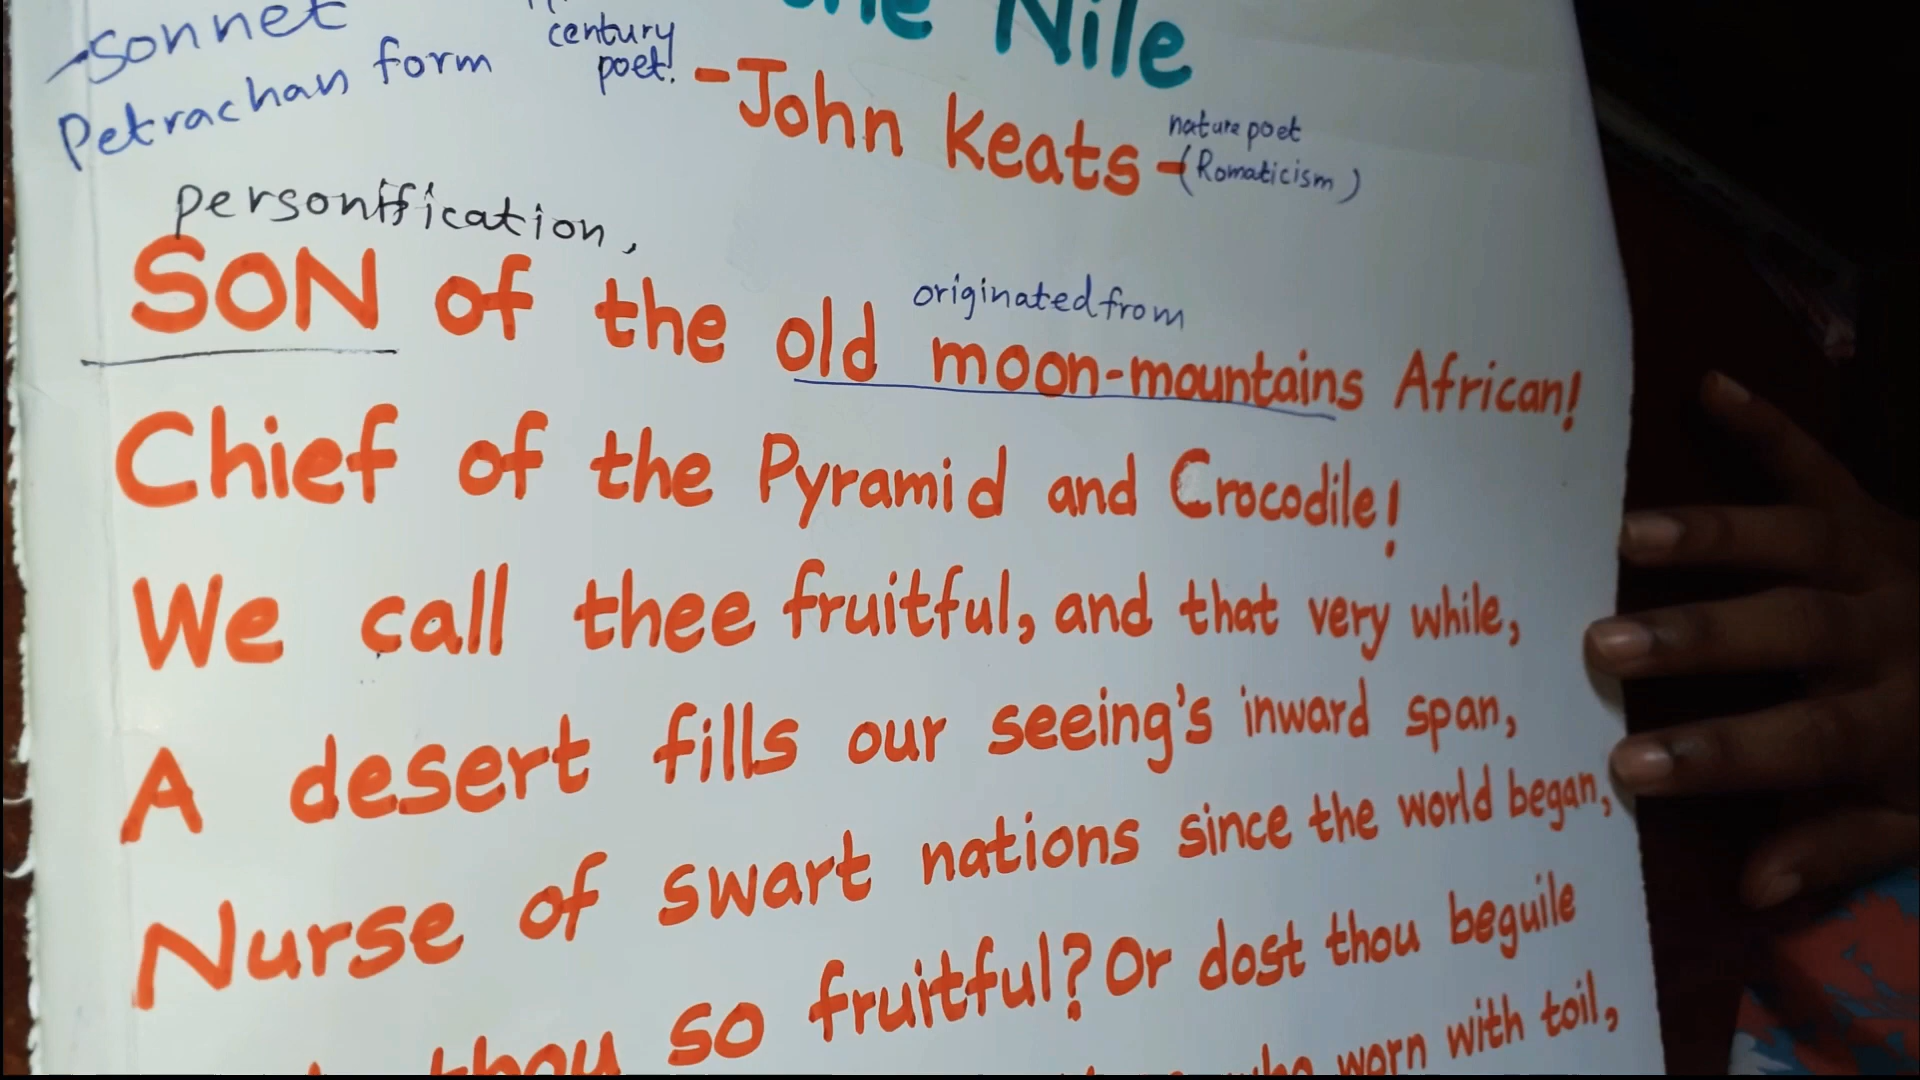 -Sonnet
Petrachan form
century
poet!
the Nile
-John Keats
nature poet
-(Romaticism)
personification,
SON of the old moon-mountains African!
originated from
Chief of the Pyramid and Crocodile!
We call thee fruitful, and that very while,
A desert fills our seeing's inward span,
Nurse of swart nations since the world began,
thou so fruitful? Or dost thou beguile
who worn with toil,